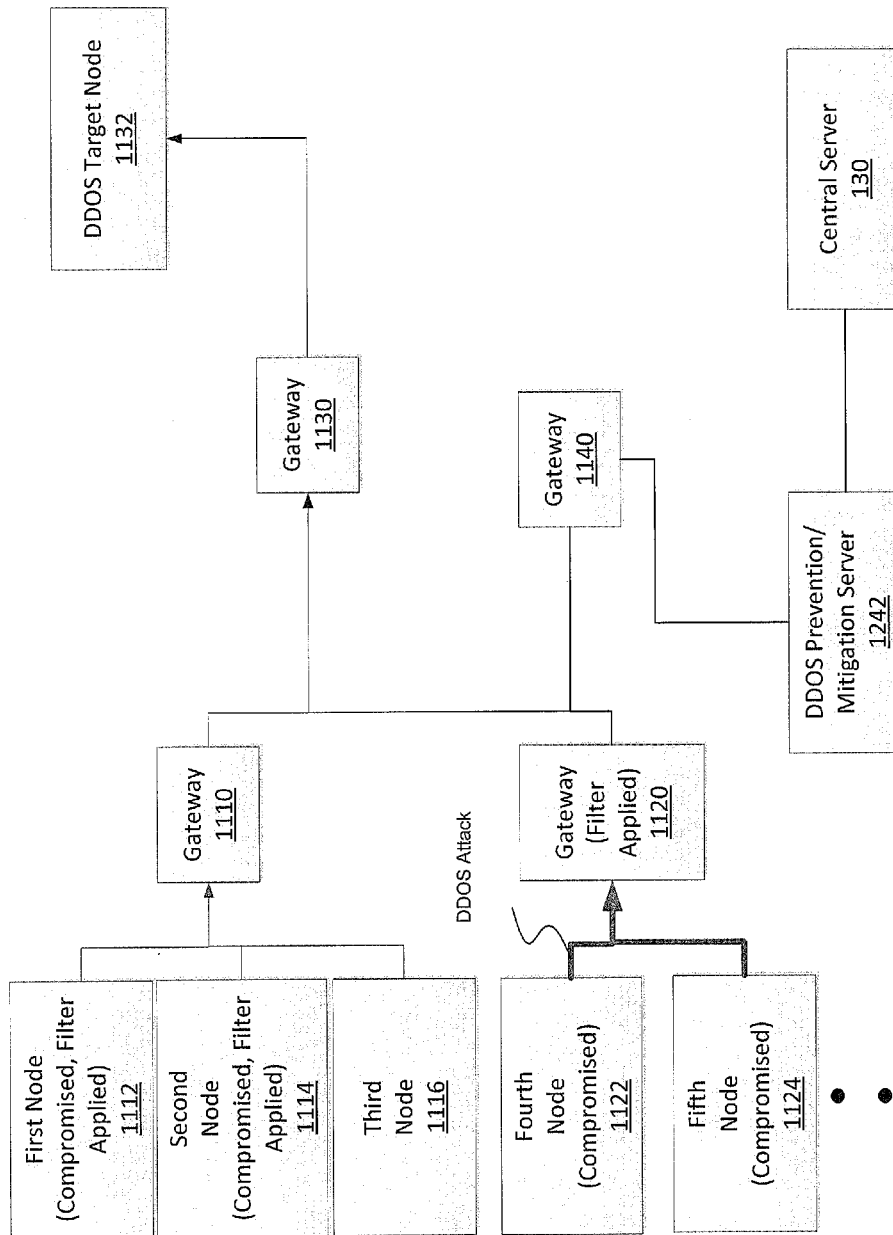 First Node
(Compromised, Filter
Applied)
1112
Second
Node
(Compromised, Filter
Applied)
1114
Third
Node
1116
Fourth
Node
(Compromised)
1122
Fifth
Node
(Compromised)
1124
DDOS Attack
Gateway
1110
Gateway
(Filter
Applied)
1120
Gateway
1130
Gateway
1140
DDOS Prevention/
Mitigation Server
1242
DDOS Target Node
1132
Central Server
130